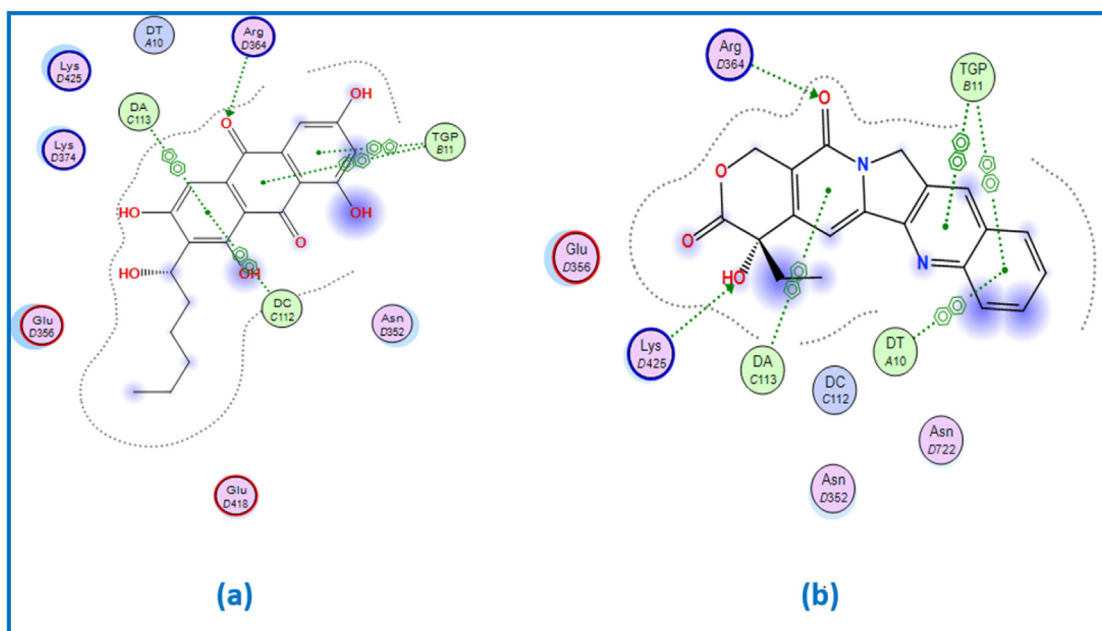 DT
A10
Arg
D364
Lys
D425
DA
C113
Lys
D374
OH
O
TGP
B11
HO
OH
O
HO
OH
DC
C112
Glu
D356
Asn
D352
Glu
D418
(a)
Arg
D364
TGP
B11
O
O
N
O
N
HO
Glu
D356
Lys
D425
DA
C113
DT
A10
DC
C112
Asn
D722
Asn
D352
(b)